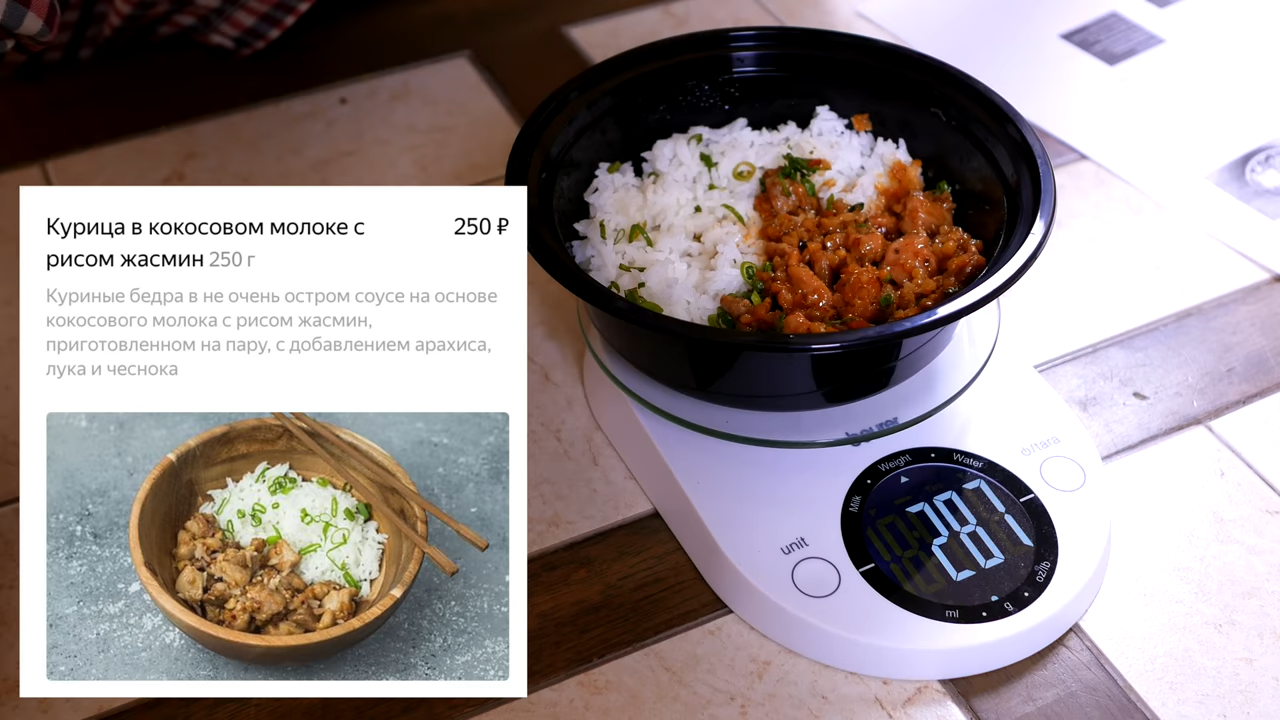 Курица в кокосовом молоке с
рисом жасмин 250 г
250 ₽
Куриные бедра в не очень остром соусе на основе
кокосового молока с рисом жасмин,
приготовленном на пару, с добавлением арахиса,
лука и чеснока
beurer
/tara
Milk • Weight • Water
287
unit
ml • g • oz/lb